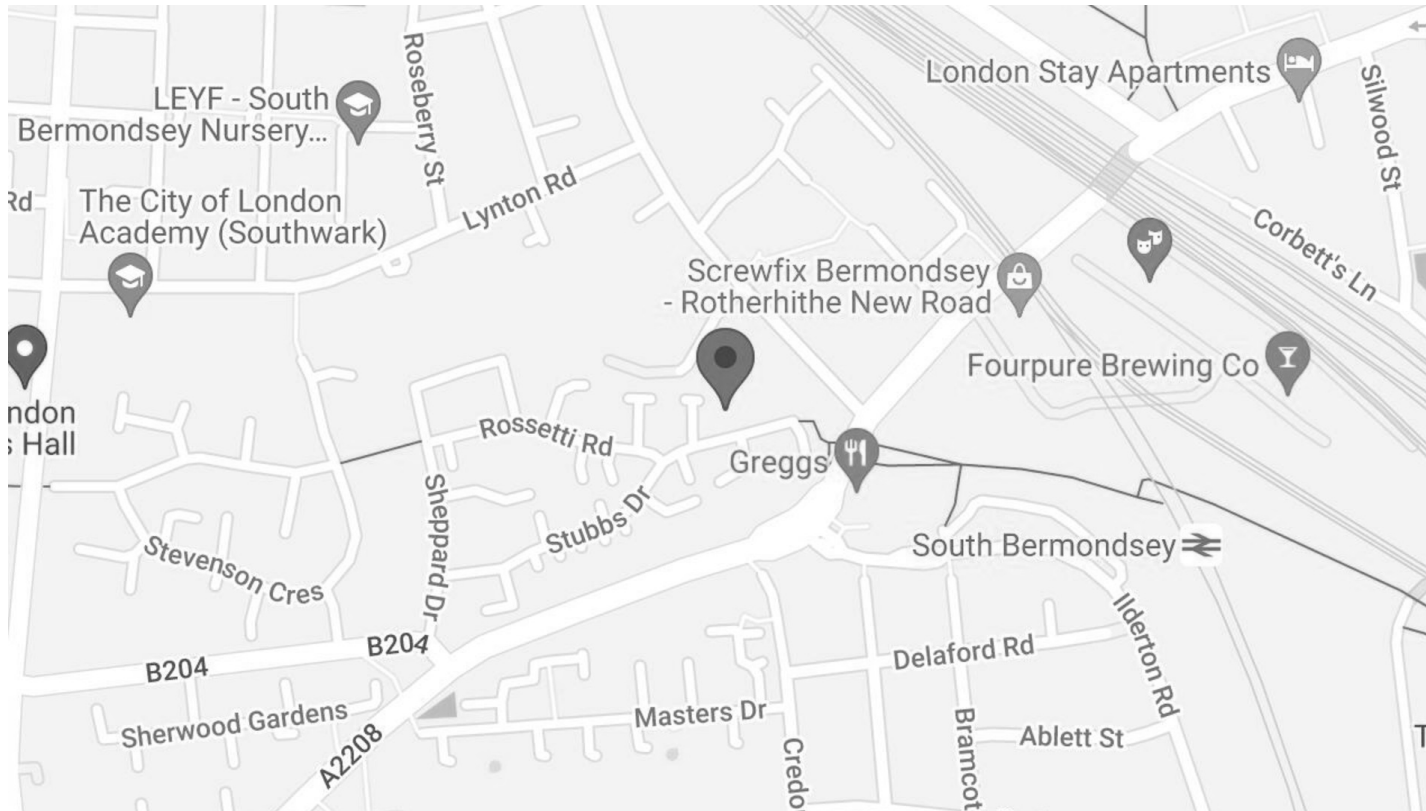 Roseberry St
London Stay Apartments
Silwood St
LEYF - South
Bermondsey Nursery...
Rd
The City of London
Academy (Southwark)
Lynton Rd
Corbett's Ln
Screwfix Bermondsey
- Rotherhithe New Road
Fourpure Brewing Co
ndon
s Hall
Rossetti Rd
Greggs
Sheppard Dr
Stubbs Dr
South Bermondsey
Stevenson Cres
Ilderton Rd
B204
B204
Delaford Rd
Sherwood Gardens
Masters Dr
A2208
Credo
Bramcot
Ablett St
T